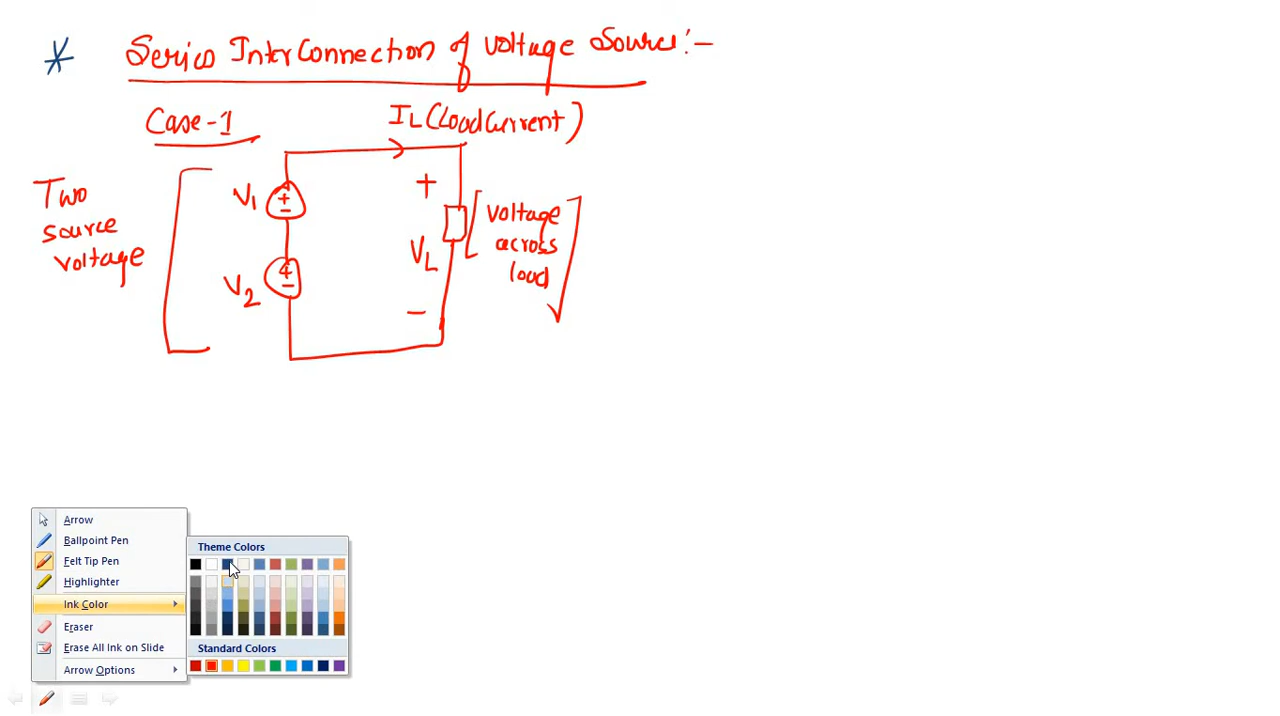 * Series InterConnection of voltage Source:-
Case-1
IL (Load Current)
Two
source
voltage
V1
+
-
V2
+
-
+
VL
-
[voltage
across
load]
Arrow
Ballpoint Pen
Felt Tip Pen
Highlighter
Ink Color
Eraser
Erase All Ink on Slide
Arrow Options
Theme Colors
Standard Colors